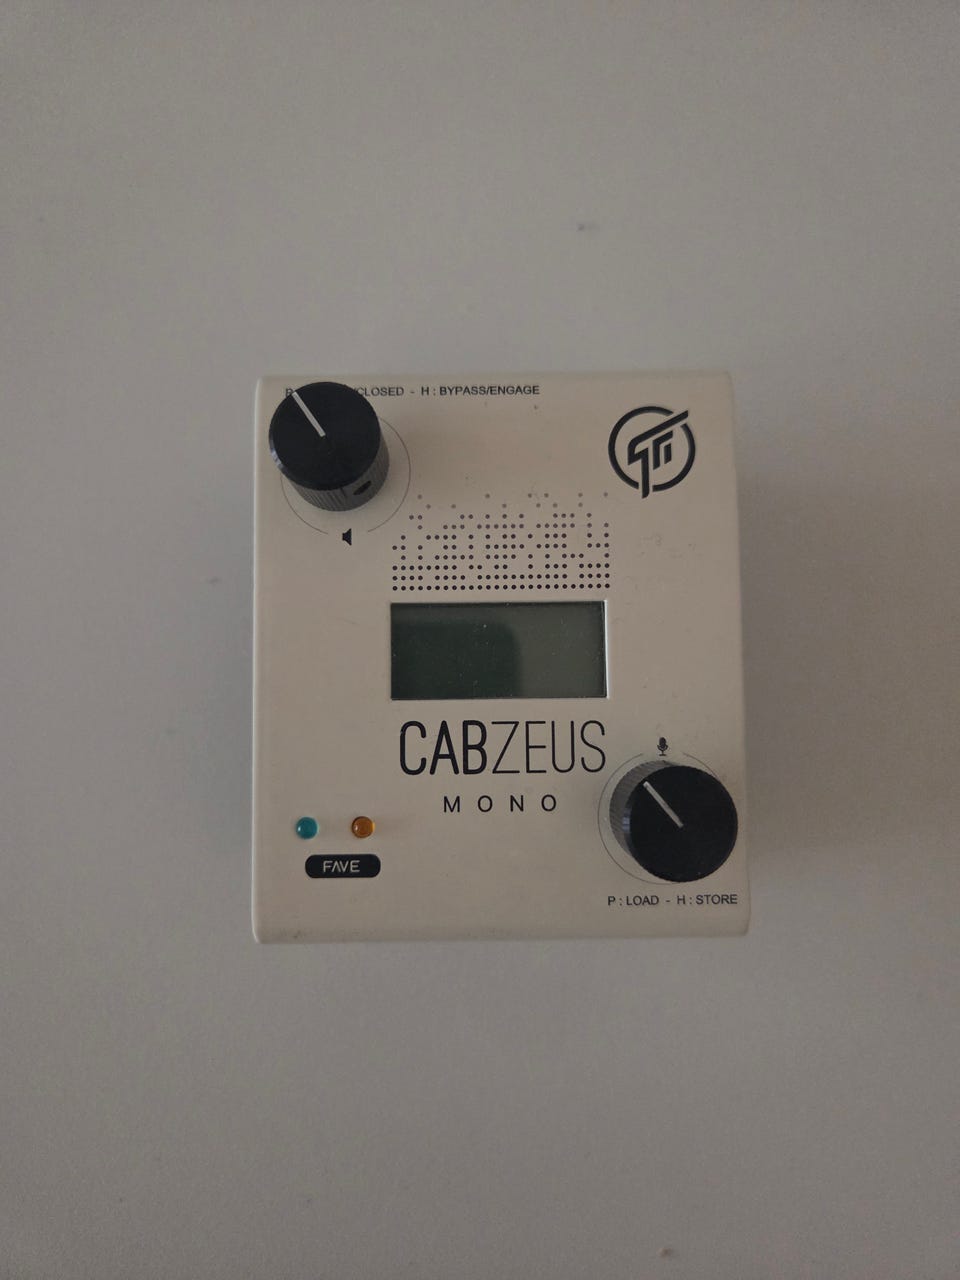 /CLOSED - H : BYPASS/ENGAGE
CABZEUS
MONO
FAVE
P : LOAD - H : STORE